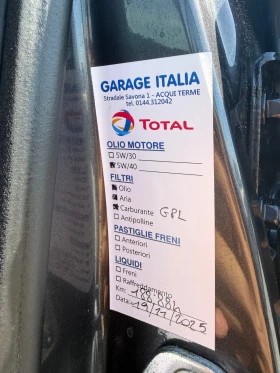 GARAGE ITALIA
Stradale Savona 1 - ACQUI TERME
tel. 0144.312042
TOTAL
OLIO MOTORE
5W/30
5W/40
FILTRI
Olio
Aria
Carburante GPL
Antipolline
PASTIGLIE FRENI
Anteriori
Posteriori
LIQUIDI
Freni
Raffreddamento
Km:
Data: 19/11/2025